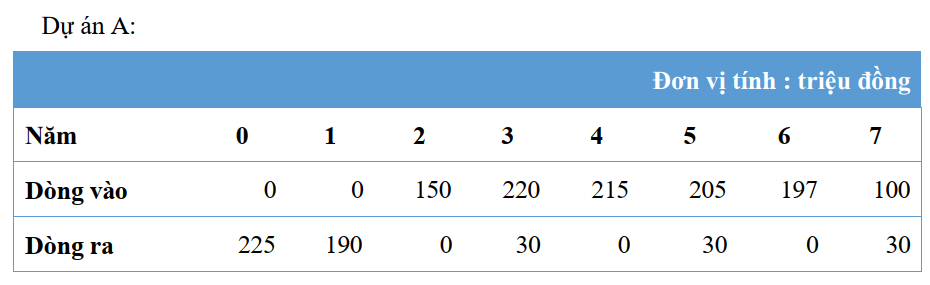 Dự án A:
Đơn vị tính : triệu đồng
Năm 0 1 2 3 4 5 6 7
Dòng vào 0 0 150 220 215 205 197 100
Dòng ra 225 190 0 30 0 30 0 30